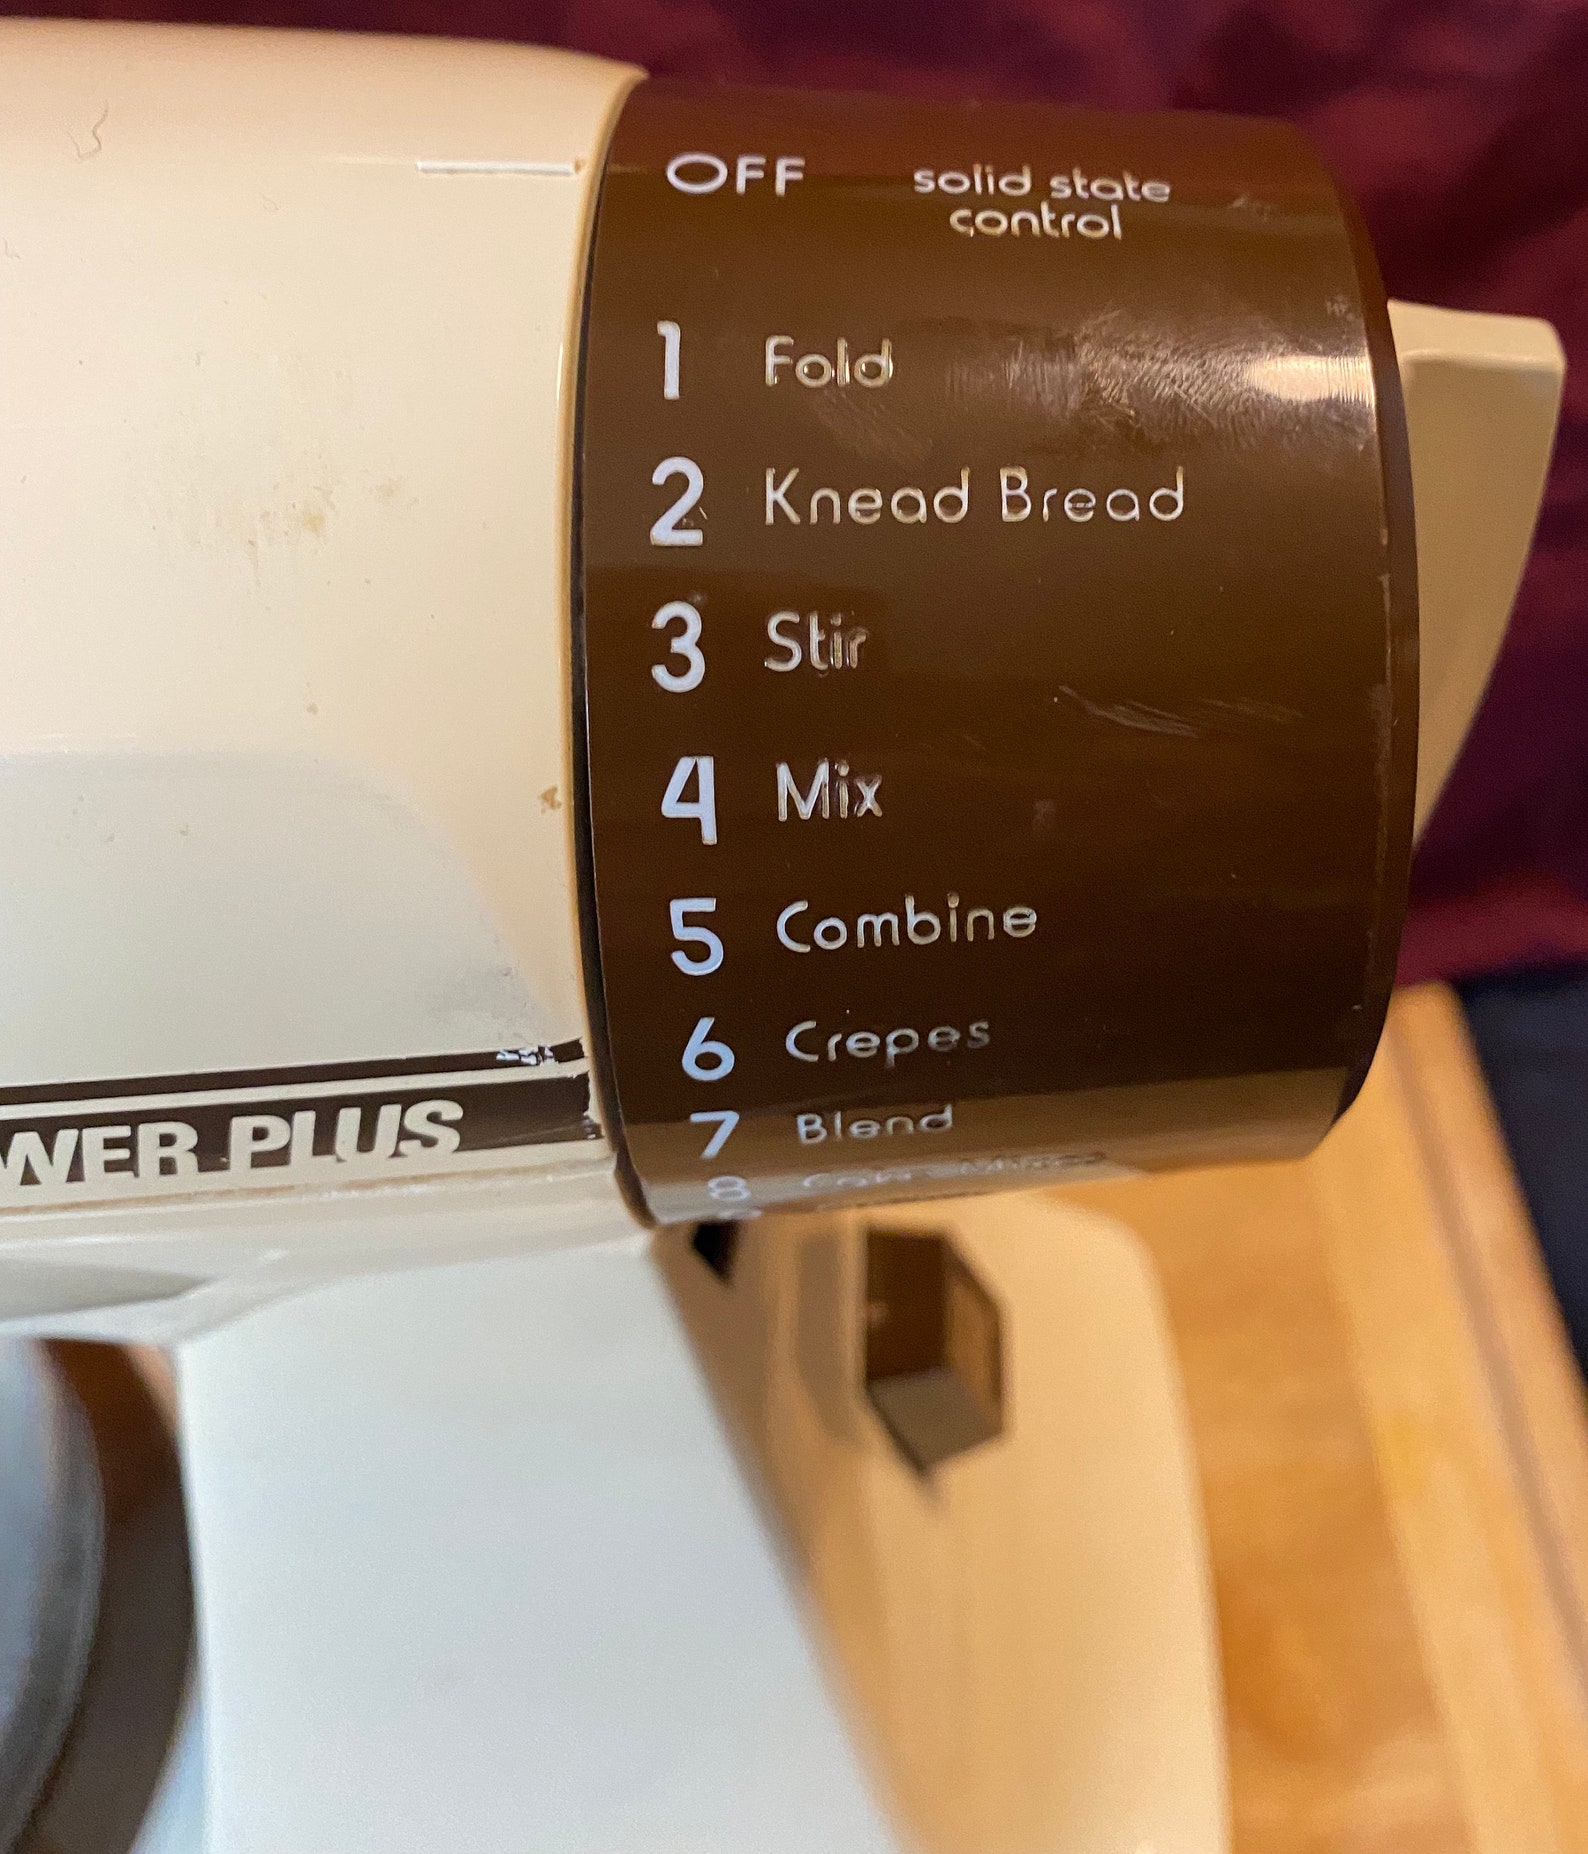 OFF solid state
control
1 Fold
2 Knead Bread
3 Stir
4 Mix
5 Combine
6 Crepes
7 Blend
8
WER PLUS